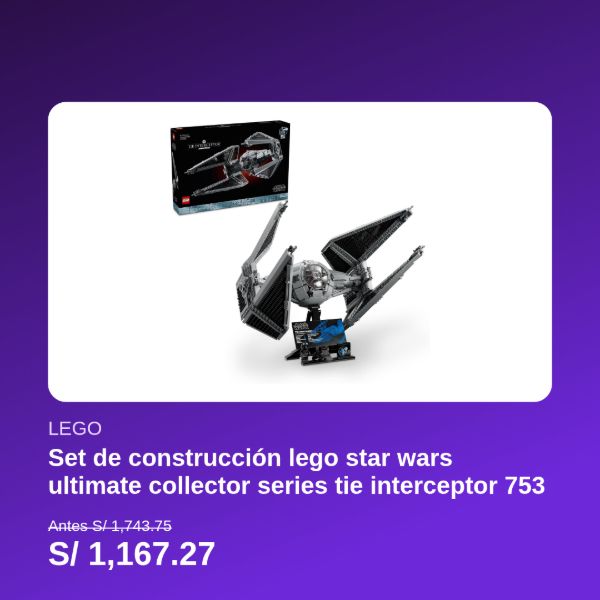 LEGO
Set de construcción lego star wars
ultimate collector series tie interceptor 753
Antes S/ 1,743.75
S/ 1,167.27